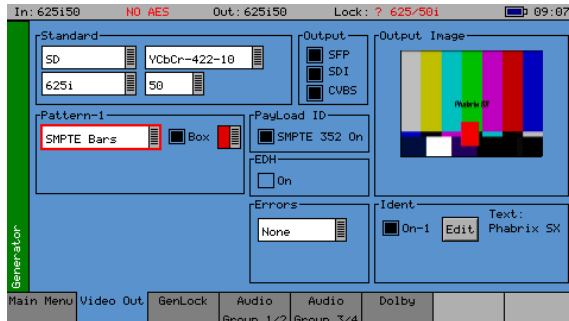 In: 625i50 NO AES Out: 625i50 Lock: ? 625/50i 09:07
Standard
SD YCbCr-422-10
625i 50
Output
SFP
SDI
CVBS
Output Image
Phabrix SX
Pattern-1
SMPTE Bars Box
PayLoad ID
SMPTE 352 On
EDH
On
Errors
None
Ident
On-1 Edit Text:
Phabrix SX
Generator
Main Menu Video Out GenLock Audio Group 1/2 Audio Group 3/4 Dolby